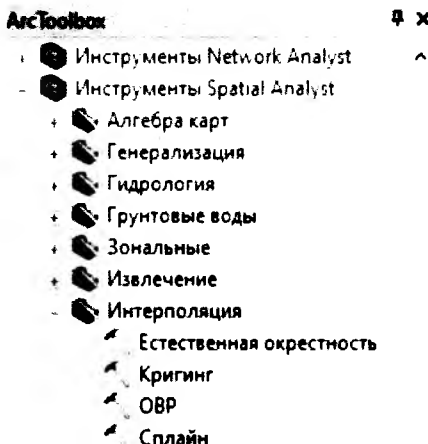 ArcToolbox
Инструменты Network Analyst
Инструменты Spatial Analyst
Алгебра карт
Генерализация
Гидрология
Грунтовые воды
Зональные
Извлечение
Интерполяция
Естественная окрестность
Кригинг
ОВР
Сплайн